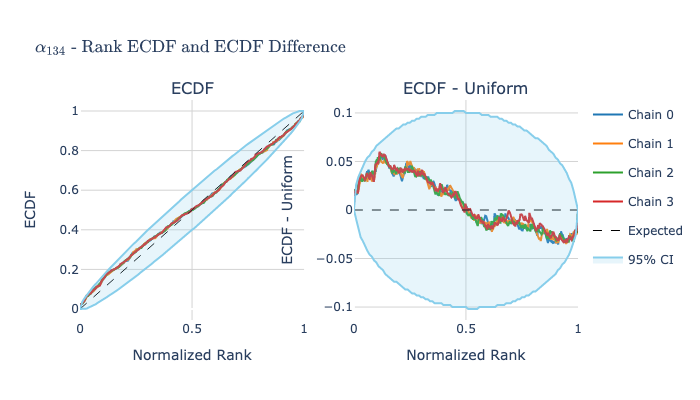 α134 - Rank ECDF and ECDF Difference
ECDF
ECDF - Uniform
ECDF
1
0.8
0.6
0.4
0.2
0
0
0.5
1
Normalized Rank
ECDF - Uniform
0.1
0.05
0
−0.05
−0.1
0
0.5
1
Normalized Rank
Chain 0
Chain 1
Chain 2
Chain 3
Expected
95% CI